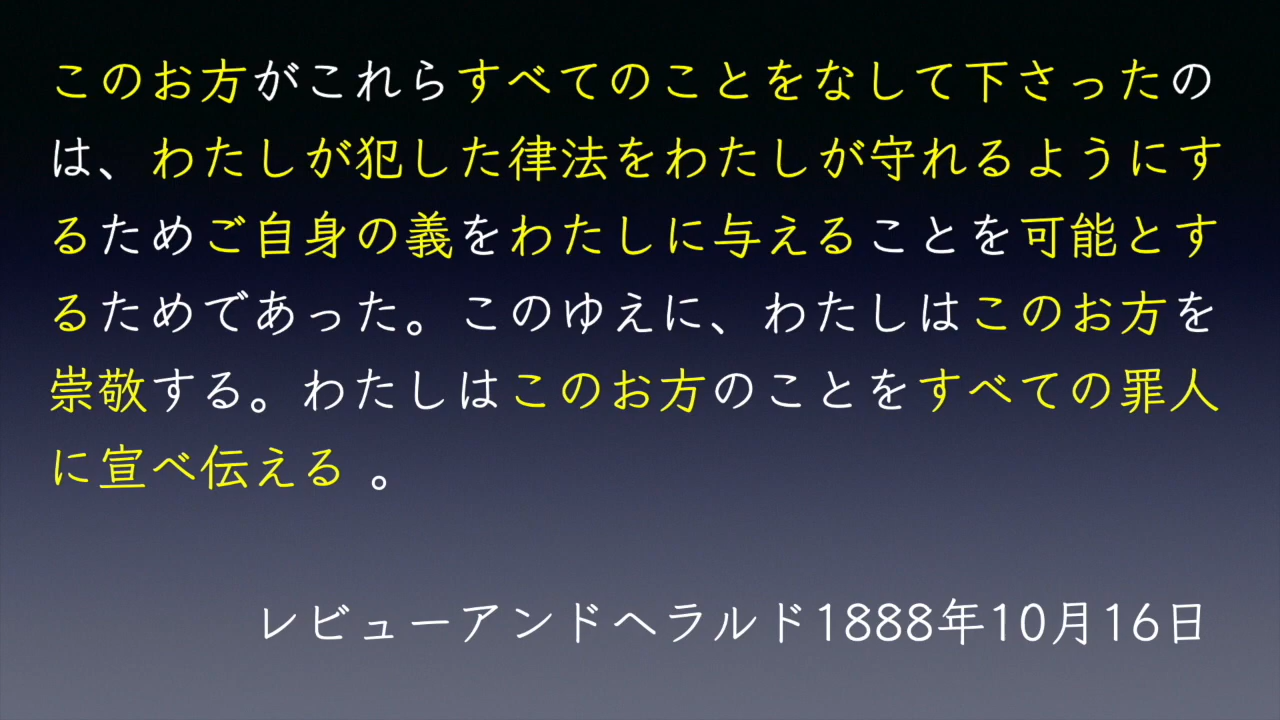 このお方がこれらすべてのことをなして下さったの
は、わたしが犯した律法をわたしが守れるようにす
るためご自身の義をわたしに与えることを可能とす
るためであった。このゆえに、わたしはこのお方を
崇敬する。わたしはこのお方のことをすべての罪人
に宣べ伝える 。
レビューアンドヘラルド1888年10月16日